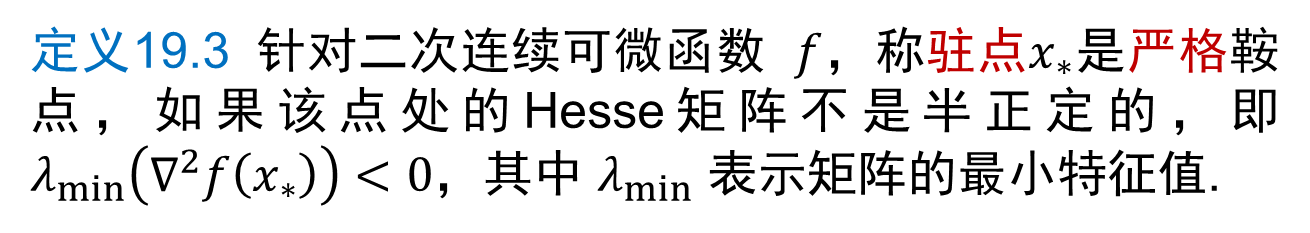 定义19.3 针对二次连续可微函数 𝑓，称驻点𝑥∗是严格鞍
点，如果该点处的Hesse矩阵不是半正定的，即
𝜆min(∇²𝑓(𝑥∗)) < 0，其中 𝜆min 表示矩阵的最小特征值.